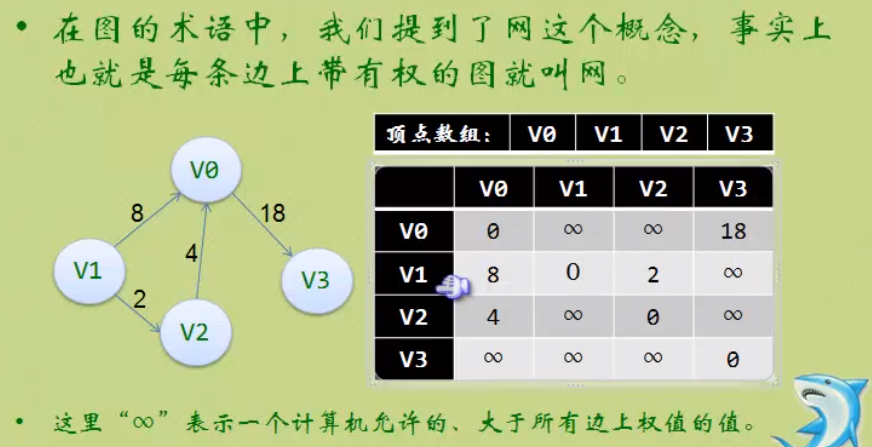 • 在图的术语中，我们提到了网这个概念，事实上
也就是每条边上带有权的图就叫网。
顶点数组： V0 V1 V2 V3
V0 V1 V2 V3
V0 0 ∞ ∞ 18
V1 8 0 2 ∞
V2 4 ∞ 0 ∞
V3 ∞ ∞ ∞ 0
V0
8 18
4
V1 V3
2
V2
• 这里“∞”表示一个计算机允许的、大于所有边上权值的值。